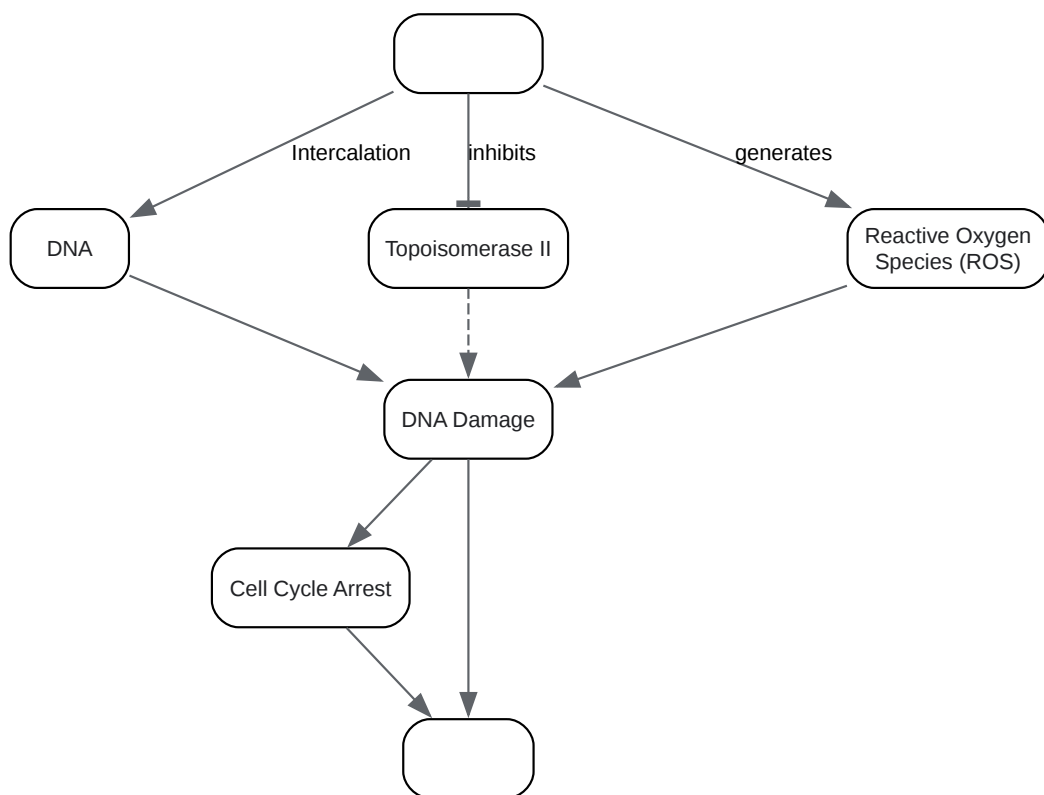 Intercalation
inhibits
generates
DNA
Topoisomerase II
Reactive Oxygen
Species (ROS)
DNA Damage
Cell Cycle Arrest